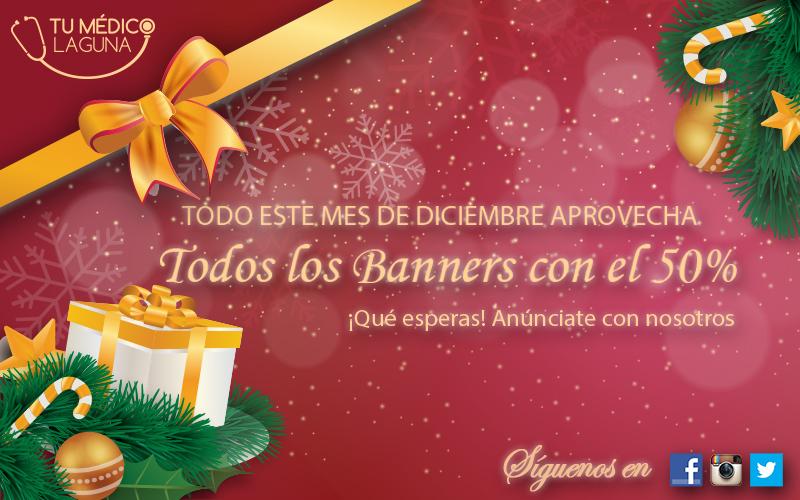 TU MÉDICO
LAGUNA
TODO ESTE MES DE DICIEMBRE APROVECHA
Todos los Banners con el 50%
¡Qué esperas! Anúnciate con nosotros
Síguenos en